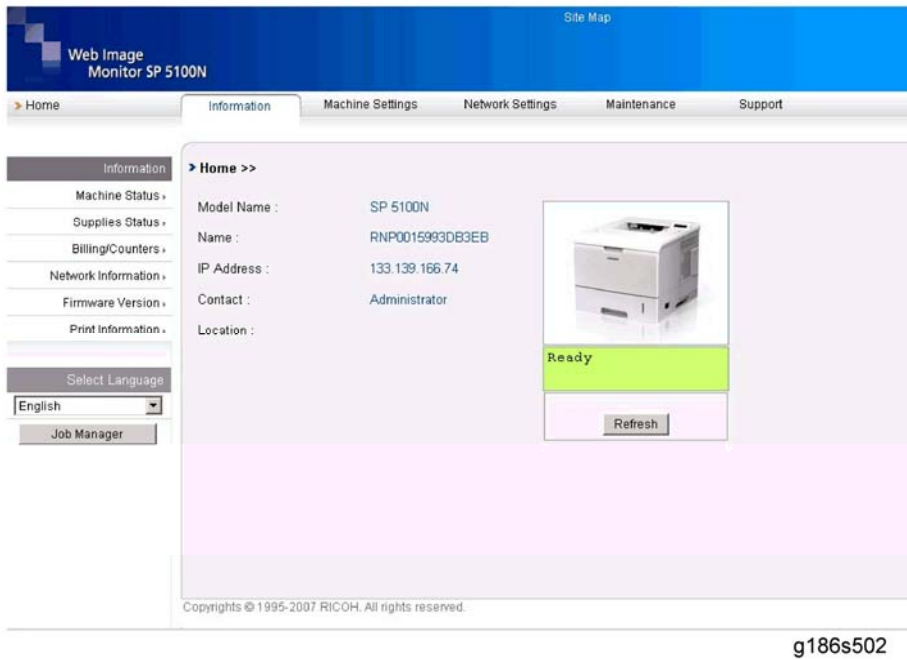 Site Map
Web Image
Monitor SP 5100N
Home
Information
Machine Settings
Network Settings
Maintenance
Support
Information
Machine Status
Supplies Status
Billing/Counters
Network Information
Firmware Version
Print Information
Select Language
English
Job Manager
Home >>
Model Name : SP 5100N
Name : RNP0015993DB3EB
IP Address : 133.139.166.74
Contact : Administrator
Location :
Ready
Refresh
Copyrights © 1995-2007 RICOH. All rights reserved.
g186s502